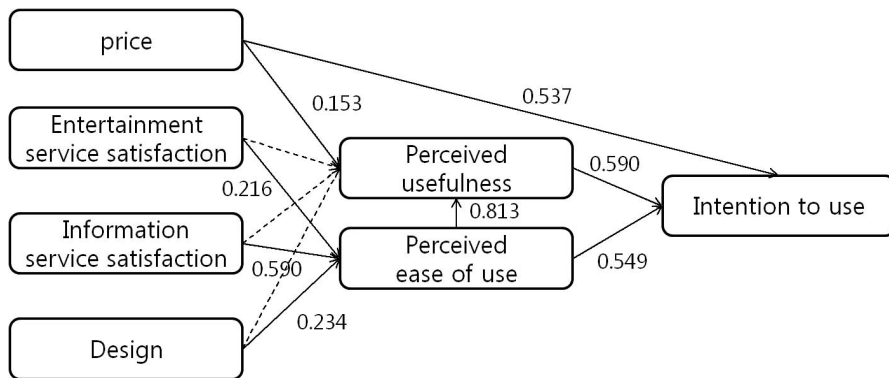 price
0.153
0.537
Entertainment
service satisfaction
Perceived
usefulness
0.590
0.216
0.813
Intention to use
Information
service satisfaction
0.590
Perceived
ease of use
0.549
0.234
Design